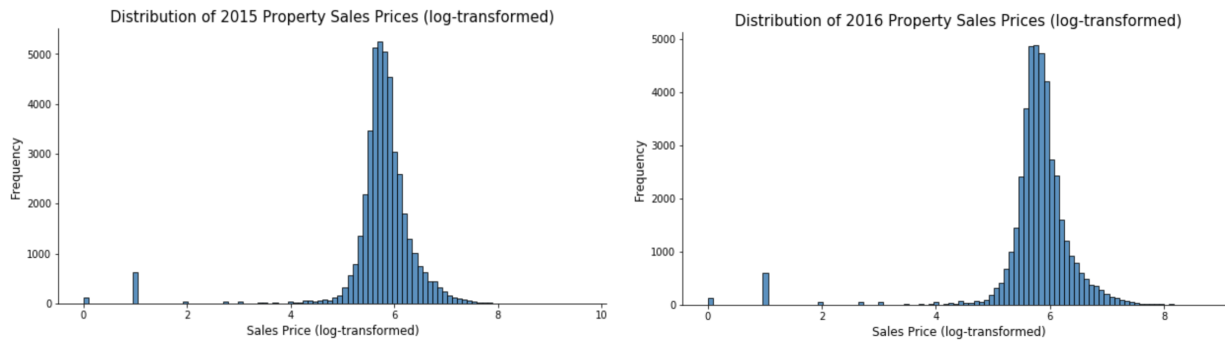 Distribution of 2015 Property Sales Prices (log-transformed)
5000
4000
3000
2000
1000
0
Frequency
0 2 4 6 8 10
Sales Price (log-transformed)
Distribution of 2016 Property Sales Prices (log-transformed)
5000
4000
3000
2000
1000
0
Frequency
0 2 4 6 8
Sales Price (log-transformed)